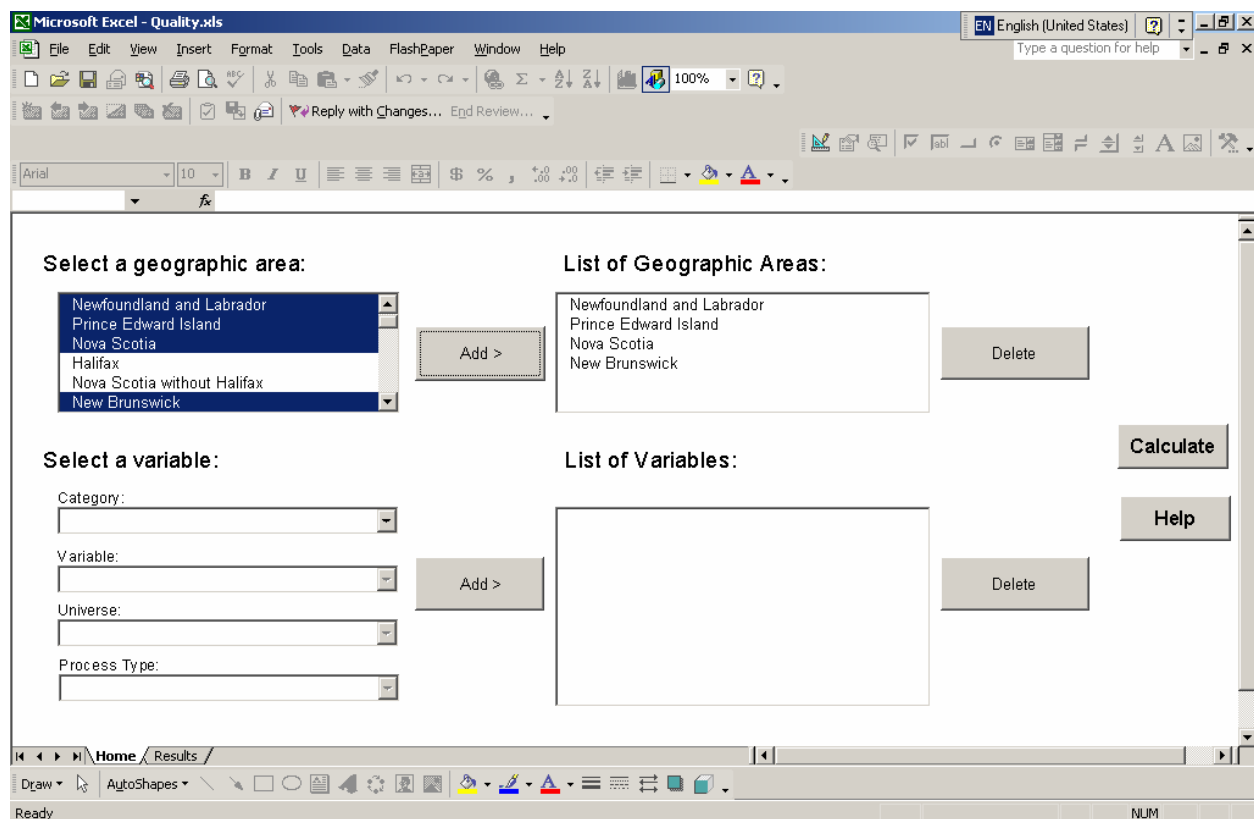 Microsoft Excel - Quality.xls
EN English (United States)
File Edit View Insert Format Tools Data FlashPaper Window Help
Type a question for help
100%
Reply with Changes... End Review...
Arial 10 B I U $ % ,
fx
Select a geographic area:
List of Geographic Areas:
Newfoundland and Labrador
Prince Edward Island
Nova Scotia
Halifax
Nova Scotia without Halifax
New Brunswick
Add >
Newfoundland and Labrador
Prince Edward Island
Nova Scotia
New Brunswick
Delete
Calculate
Help
Select a variable:
List of Variables:
Category:
Variable:
Universe:
Process Type:
Add >
Delete
Home Results
Draw AutoShapes
Ready
NUM